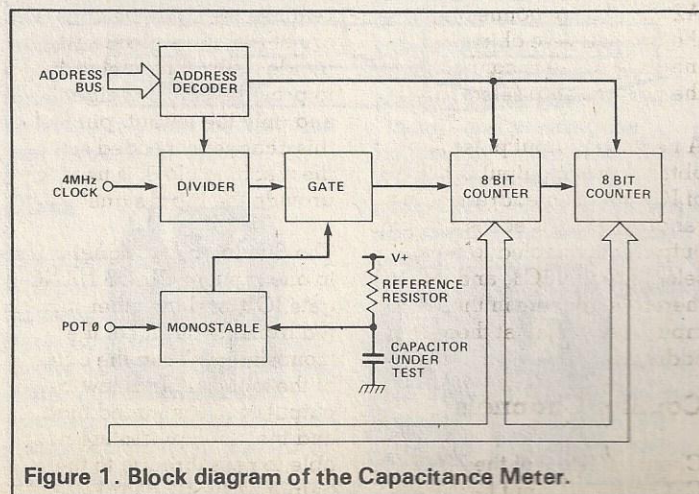 ADDRESS
BUS
ADDRESS
DECODER
4MHz
CLOCK
DIVIDER
GATE
8 BIT
COUNTER
8 BIT
COUNTER
V+
REFERENCE
RESISTOR
POT Ø
MONOSTABLE
CAPACITOR
UNDER
TEST
Figure 1. Block diagram of the Capacitance Meter.